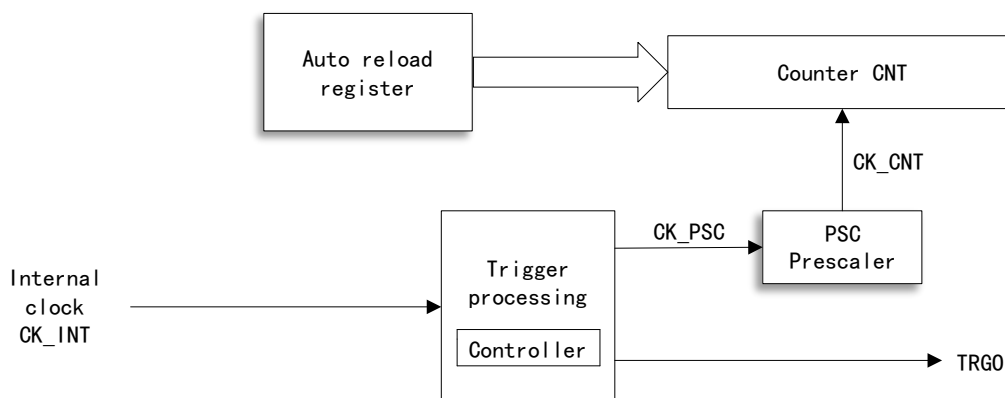 Auto reload
register
Counter CNT
CK_CNT
CK_PSC
PSC
Prescaler
Internal
clock
CK_INT
Trigger
processing
Controller
TRGO